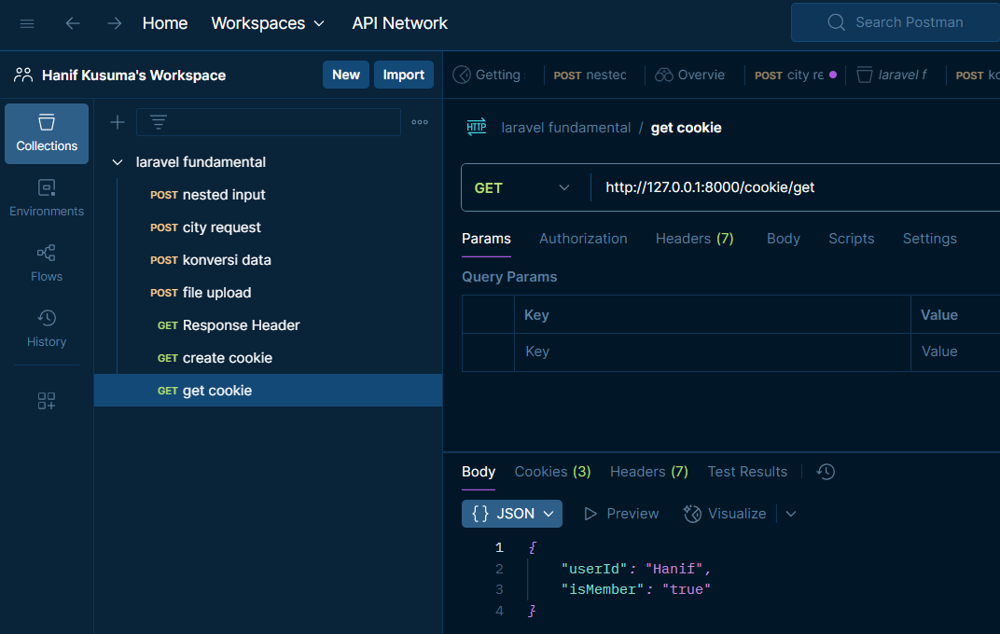 Home Workspaces API Network Search Postman
Hanif Kusuma's Workspace New Import
Getting POST nested Overvie POST city re laravel f POST ko
Collections
Environments
Flows
History
laravel fundamental
POST nested input
POST city request
POST konversi data
POST file upload
GET Response Header
GET create cookie
GET get cookie
HTTP laravel fundamental / get cookie
GET http://127.0.0.1:8000/cookie/get
Params Authorization Headers (7) Body Scripts Settings
Query Params
Key Value
Key Value
Body Cookies (3) Headers (7) Test Results
{} JSON Preview Visualize
1 {
2 "userId": "Hanif",
3 "isMember": "true"
4 }